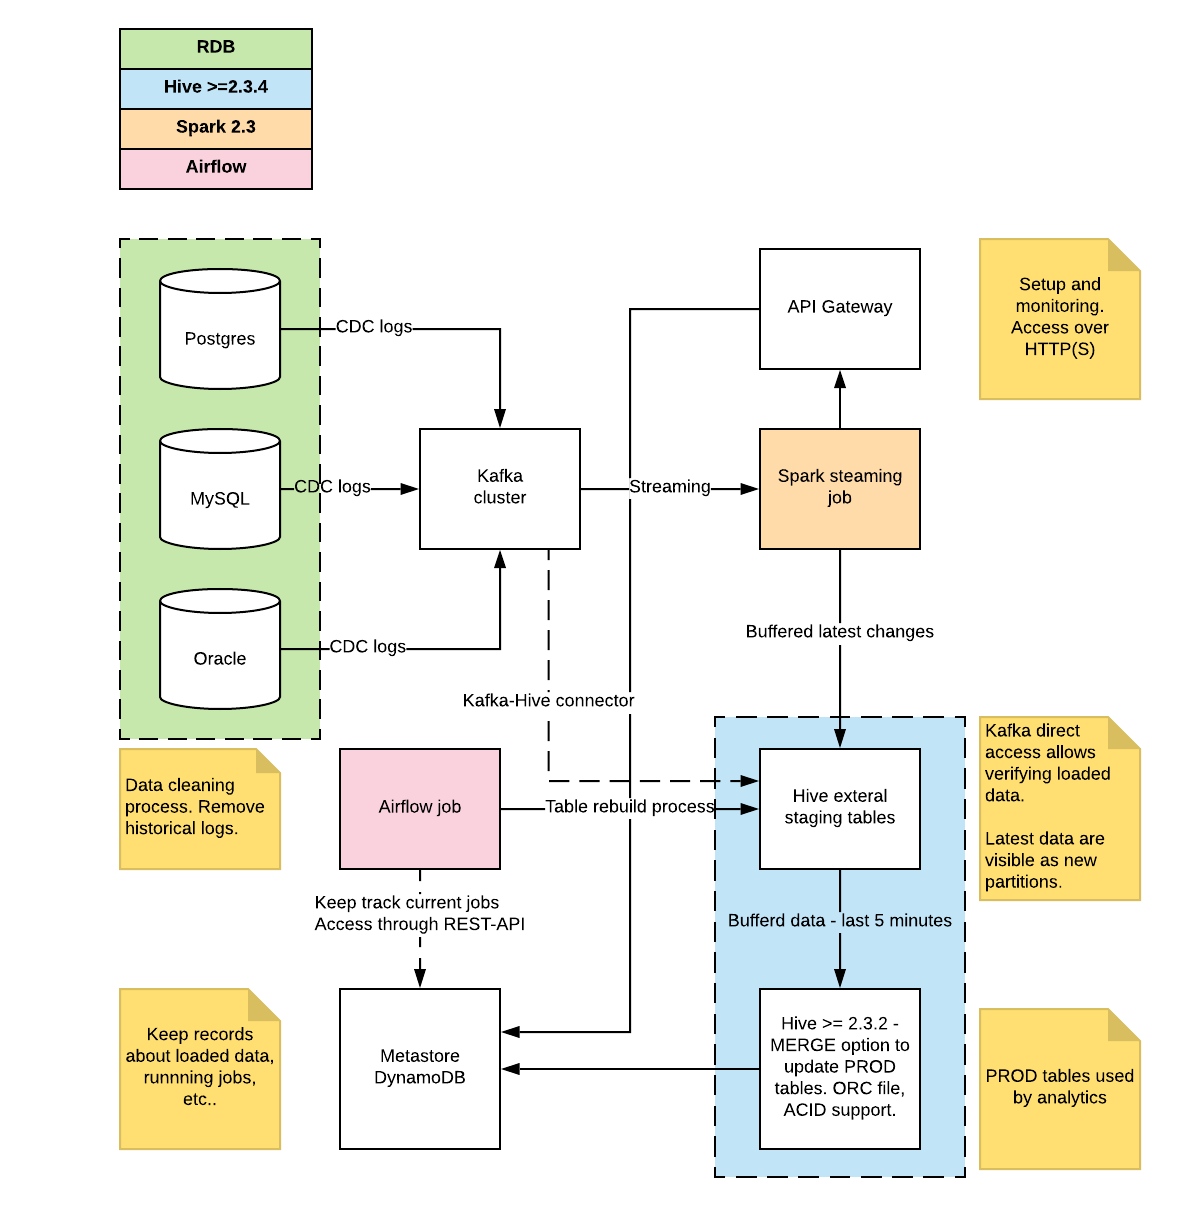 RDB
Hive >=2.3.4
Spark 2.3
Airflow
Postgres
CDC logs
API Gateway
Setup and
monitoring.
Access over
HTTP(S)
MySQL
CDC logs
Kafka
cluster
Streaming
Spark steaming
job
Oracle
CDC logs
Buffered latest changes
Kafka-Hive connector
Data cleaning
process. Remove
historical logs.
Airflow job
Table rebuild process
Hive exteral
staging tables
Kafka direct
access allows
verifying loaded
data.
Latest data are
visible as new
partitions.
Keep track current jobs
Access through REST-API
Bufferd data - last 5 minutes
Keep records
about loaded data,
runnning jobs,
etc..
Metastore
DynamoDB
Hive >= 2.3.2 -
MERGE option to
update PROD
tables. ORC file,
ACID support.
PROD tables used
by analytics